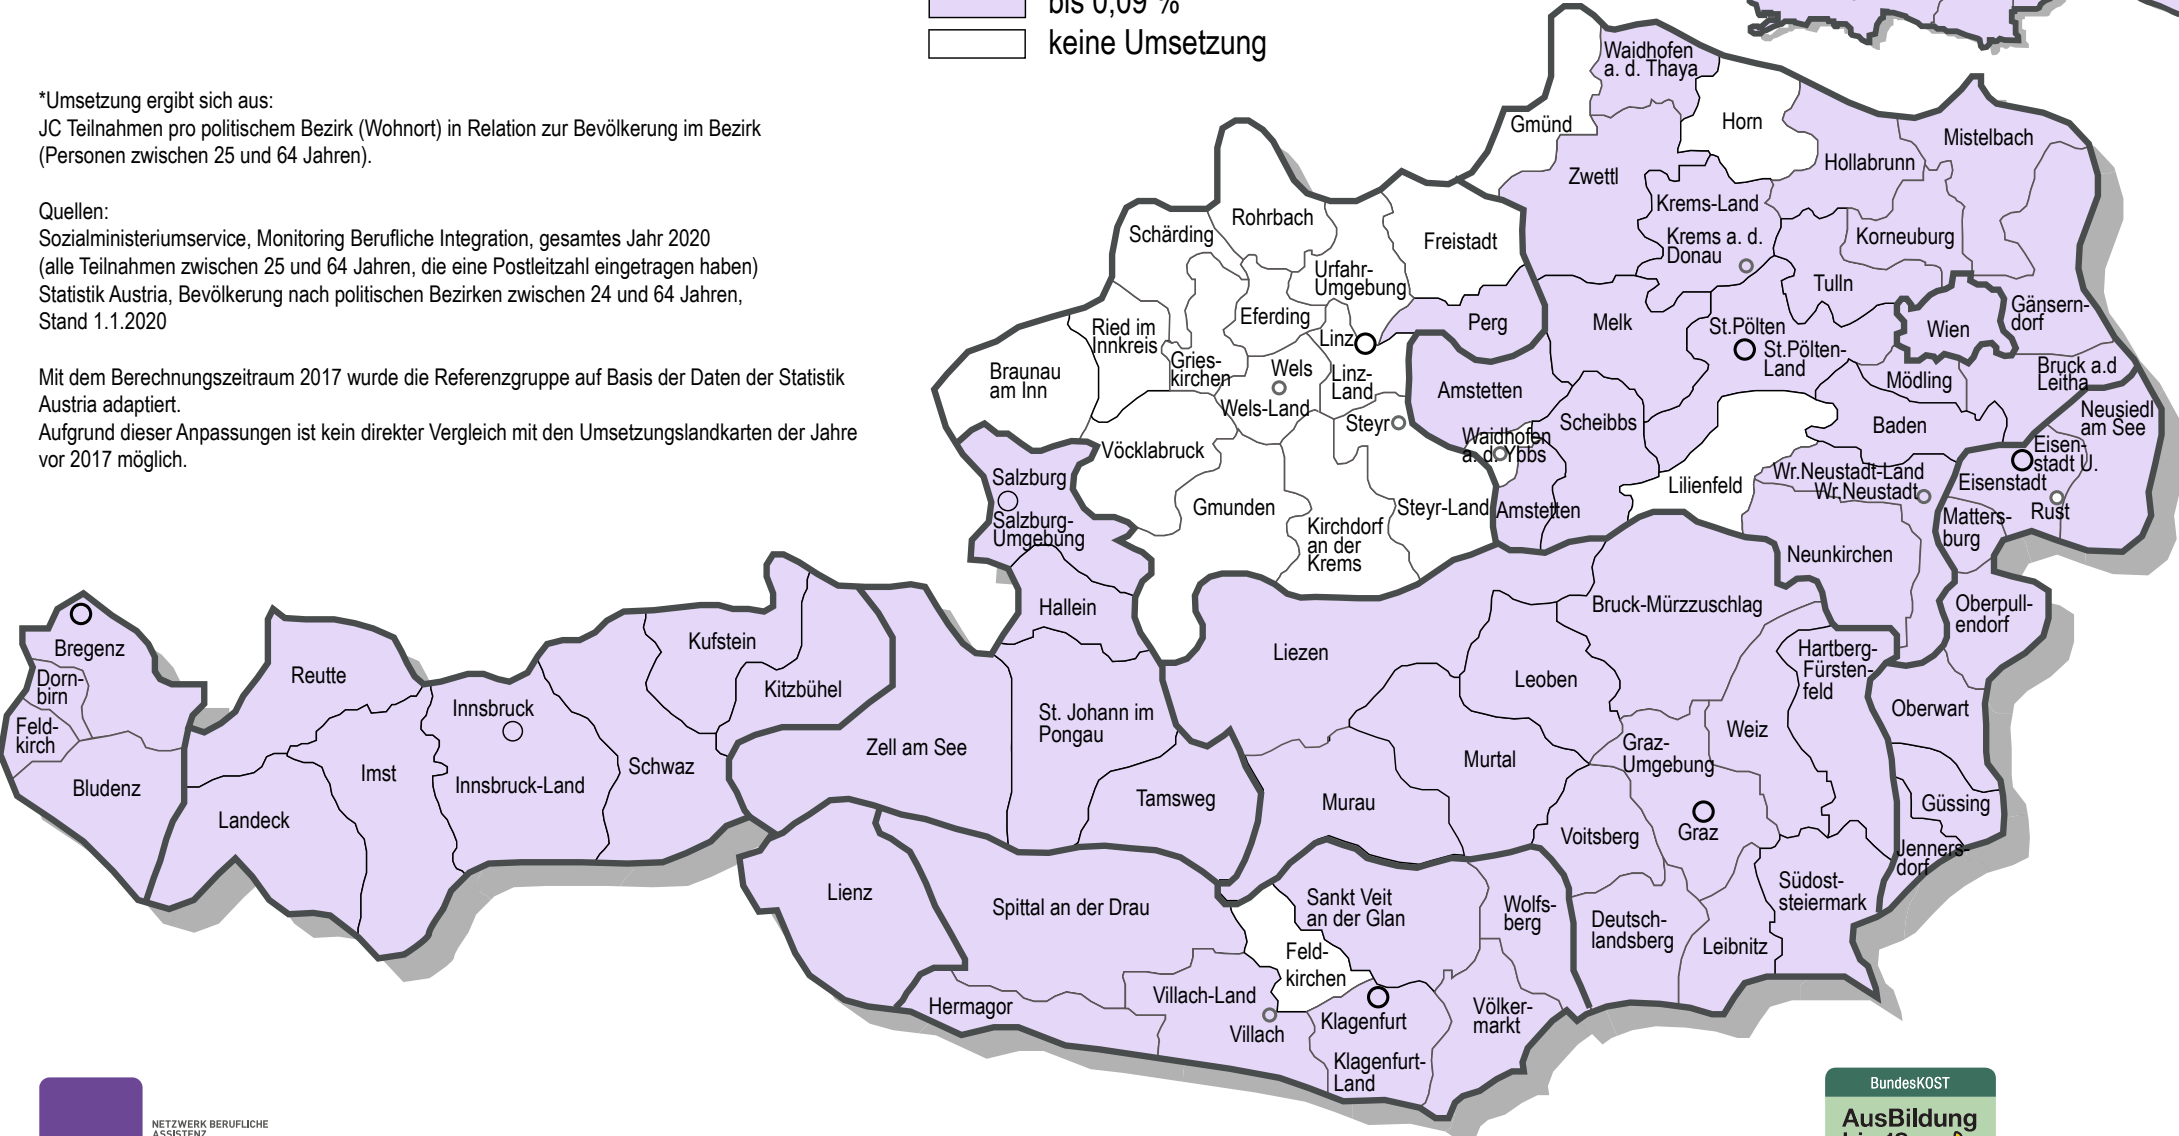 bis 0,09 %
keine Umsetzung
*Umsetzung ergibt sich aus:
JC Teilnahmen pro politischem Bezirk (Wohnort) in Relation zur Bevölkerung im Bezirk
(Personen zwischen 25 und 64 Jahren).
Quellen:
Sozialministeriumservice, Monitoring Berufliche Integration, gesamtes Jahr 2020
(alle Teilnahmen zwischen 25 und 64 Jahren, die eine Postleitzahl eingetragen haben)
Statistik Austria, Bevölkerung nach politischen Bezirken zwischen 24 und 64 Jahren,
Stand 1.1.2020
Mit dem Berechnungszeitraum 2017 wurde die Referenzgruppe auf Basis der Daten der Statistik
Austria adaptiert.
Aufgrund dieser Anpassungen ist kein direkter Vergleich mit den Umsetzungslandkarten der Jahre
vor 2017 möglich.
Waidhofen
a. d. Thaya
Gmünd
Horn
Mistelbach
Hollabrunn
Zwettl
Krems-Land
Krems a. d.
Donau
Korneuburg
Tulln
Gänsern-
dorf
Wien
Rohrbach
Schärding
Freistadt
Urfahr-
Umgebung
Eferding
Perg
Melk
St.Pölten
St.Pölten-
Land
Ried im
Innkreis
Gries-
kirchen
Linz
Linz-
Land
Wels
Wels-Land
Braunau
am Inn
Amstetten
Mödling
Bruck a.d
Leitha
Neusiedl
am See
Baden
Scheibbs
Steyr
Waidhofen
a. d. Ybbs
Vöcklabruck
Eisen-
stadt U.
Eisenstadt
Rust
Wr.Neustadt-Land
Wr.Neustadt
Lilienfeld
Salzburg
Salzburg-
Umgebung
Gmunden
Kirchdorf
an der
Krems
Steyr-Land
Amstetten
Matters-
burg
Neunkirchen
Hallein
Bruck-Mürzzuschlag
Oberpull-
endorf
Bregenz
Dorn-
birn
Feld-
kirch
Bludenz
Reutte
Kufstein
Kitzbühel
Innsbruck
Innsbruck-Land
Imst
Landeck
Schwaz
Zell am See
St. Johann im
Pongau
Tamsweg
Liezen
Leoben
Hartberg-
Fürsten-
feld
Oberwart
Weiz
Graz-
Umgebung
Graz
Murtal
Murau
Voitsberg
Güssing
Jenners-
dorf
Lienz
Spittal an der Drau
Sankt Veit
an der Glan
Wolfs-
berg
Deutsch-
landsberg
Leibnitz
Südost-
steiermark
Feld-
kirchen
Hermagor
Villach-Land
Villach
Klagenfurt
Klagenfurt-
Land
Völker-
markt
NETZWERK BERUFLICHE
ASSISTENZ
BundesKOST
AusBildung